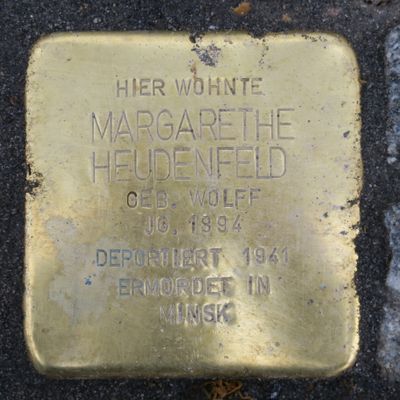 HIER WOHNTE
MARGARETHE
HEUDENFELD
GEB. WOLFF
JG. 1894
DEPORTIERT 1941
ERMORDET IN
MINSK